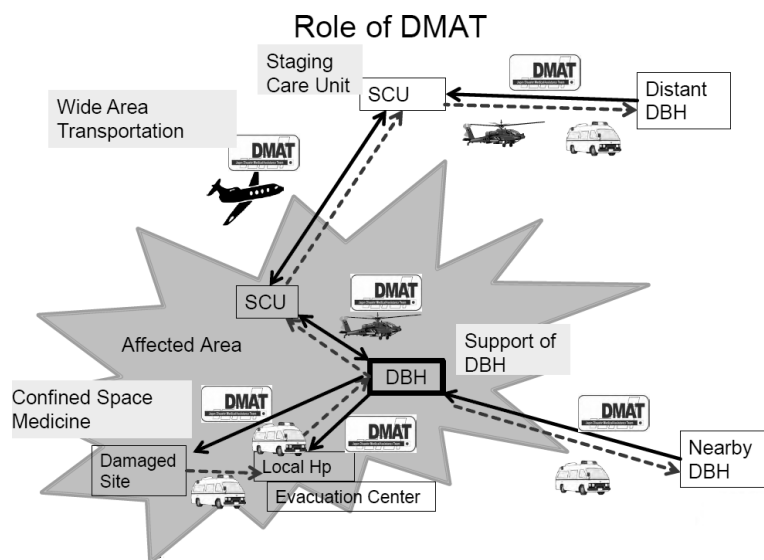 Role of DMAT
Staging
Care Unit
SCU
DMAT
Distant
DBH
Wide Area
Transportation
DMAT
SCU
DMAT
Affected Area
DBH
Support of
DBH
Confined Space
Medicine
DMAT
DMAT
DMAT
Damaged
Site
Local Hp
Nearby
DBH
Evacuation Center